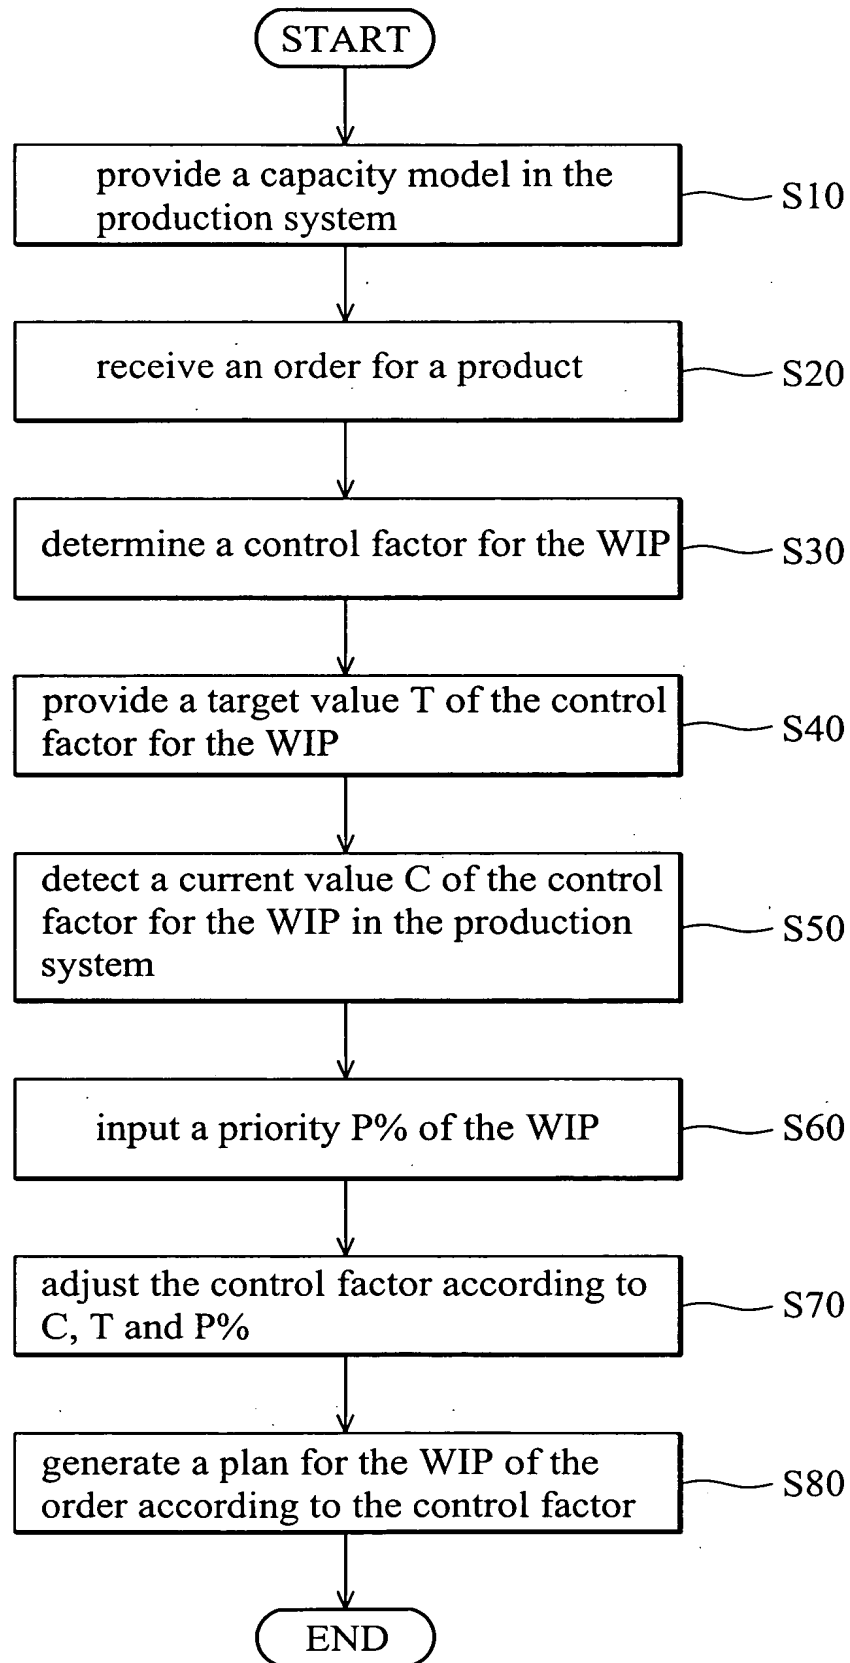 START
provide a capacity model in the
production system
S10
receive an order for a product
S20
determine a control factor for the WIP
S30
provide a target value T of the control
factor for the WIP
S40
detect a current value C of the control
factor for the WIP in the production
system
S50
input a priority P% of the WIP
S60
adjust the control factor according to
C, T and P%
S70
generate a plan for the WIP of the
order according to the control factor
S80
END